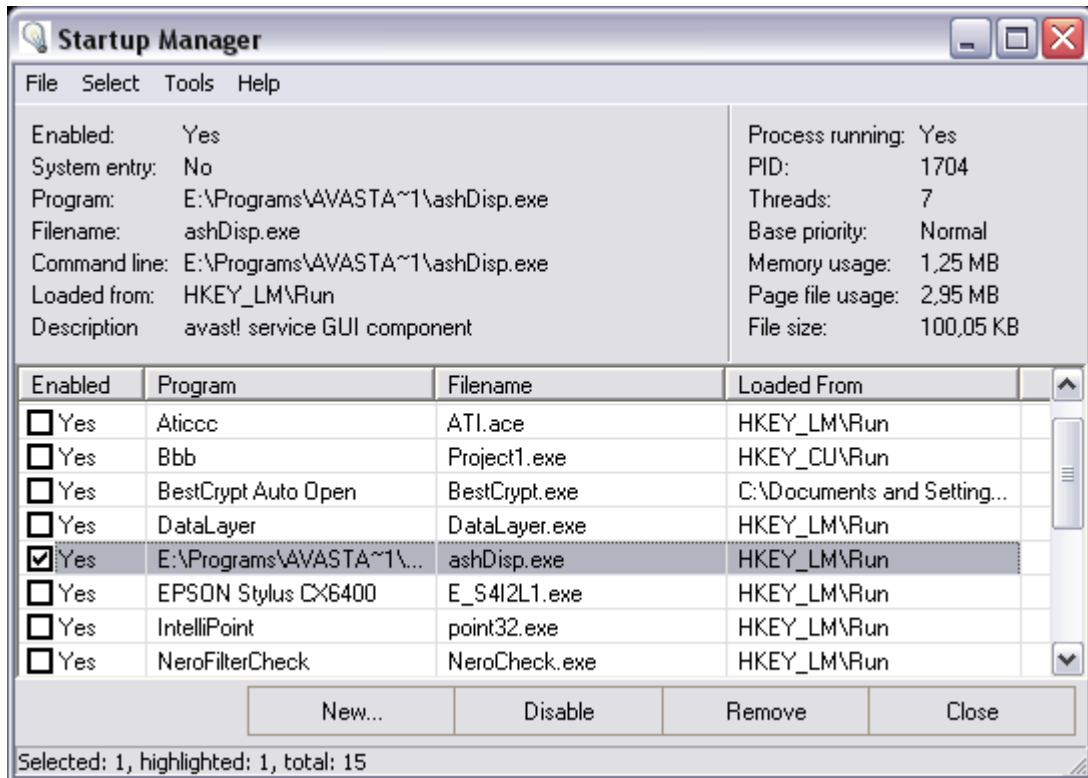 Startup Manager
File Select Tools Help
Enabled: Yes
System entry: No
Program: E:\Programs\AVASTA~1\ashDisp.exe
Filename: ashDisp.exe
Command line: E:\Programs\AVASTA~1\ashDisp.exe
Loaded from: HKEY_LM\Run
Description avast! service GUI component
Process running: Yes
PID: 1704
Threads: 7
Base priority: Normal
Memory usage: 1,25 MB
Page file usage: 2,95 MB
File size: 100,05 KB
Enabled Program Filename Loaded From
Yes Aticcc ATI.ace HKEY_LM\Run
Yes Bbb Project1.exe HKEY_CU\Run
Yes BestCrypt Auto Open BestCrypt.exe C:\Documents and Setting...
Yes DataLayer DataLayer.exe HKEY_LM\Run
Yes E:\Programs\AVASTA~1\... ashDisp.exe HKEY_LM\Run
Yes EPSON Stylus CX6400 E_S4I2L1.exe HKEY_LM\Run
Yes IntelliPoint point32.exe HKEY_LM\Run
Yes NeroFilterCheck NeroCheck.exe HKEY_LM\Run
New... Disable Remove Close
Selected: 1, highlighted: 1, total: 15